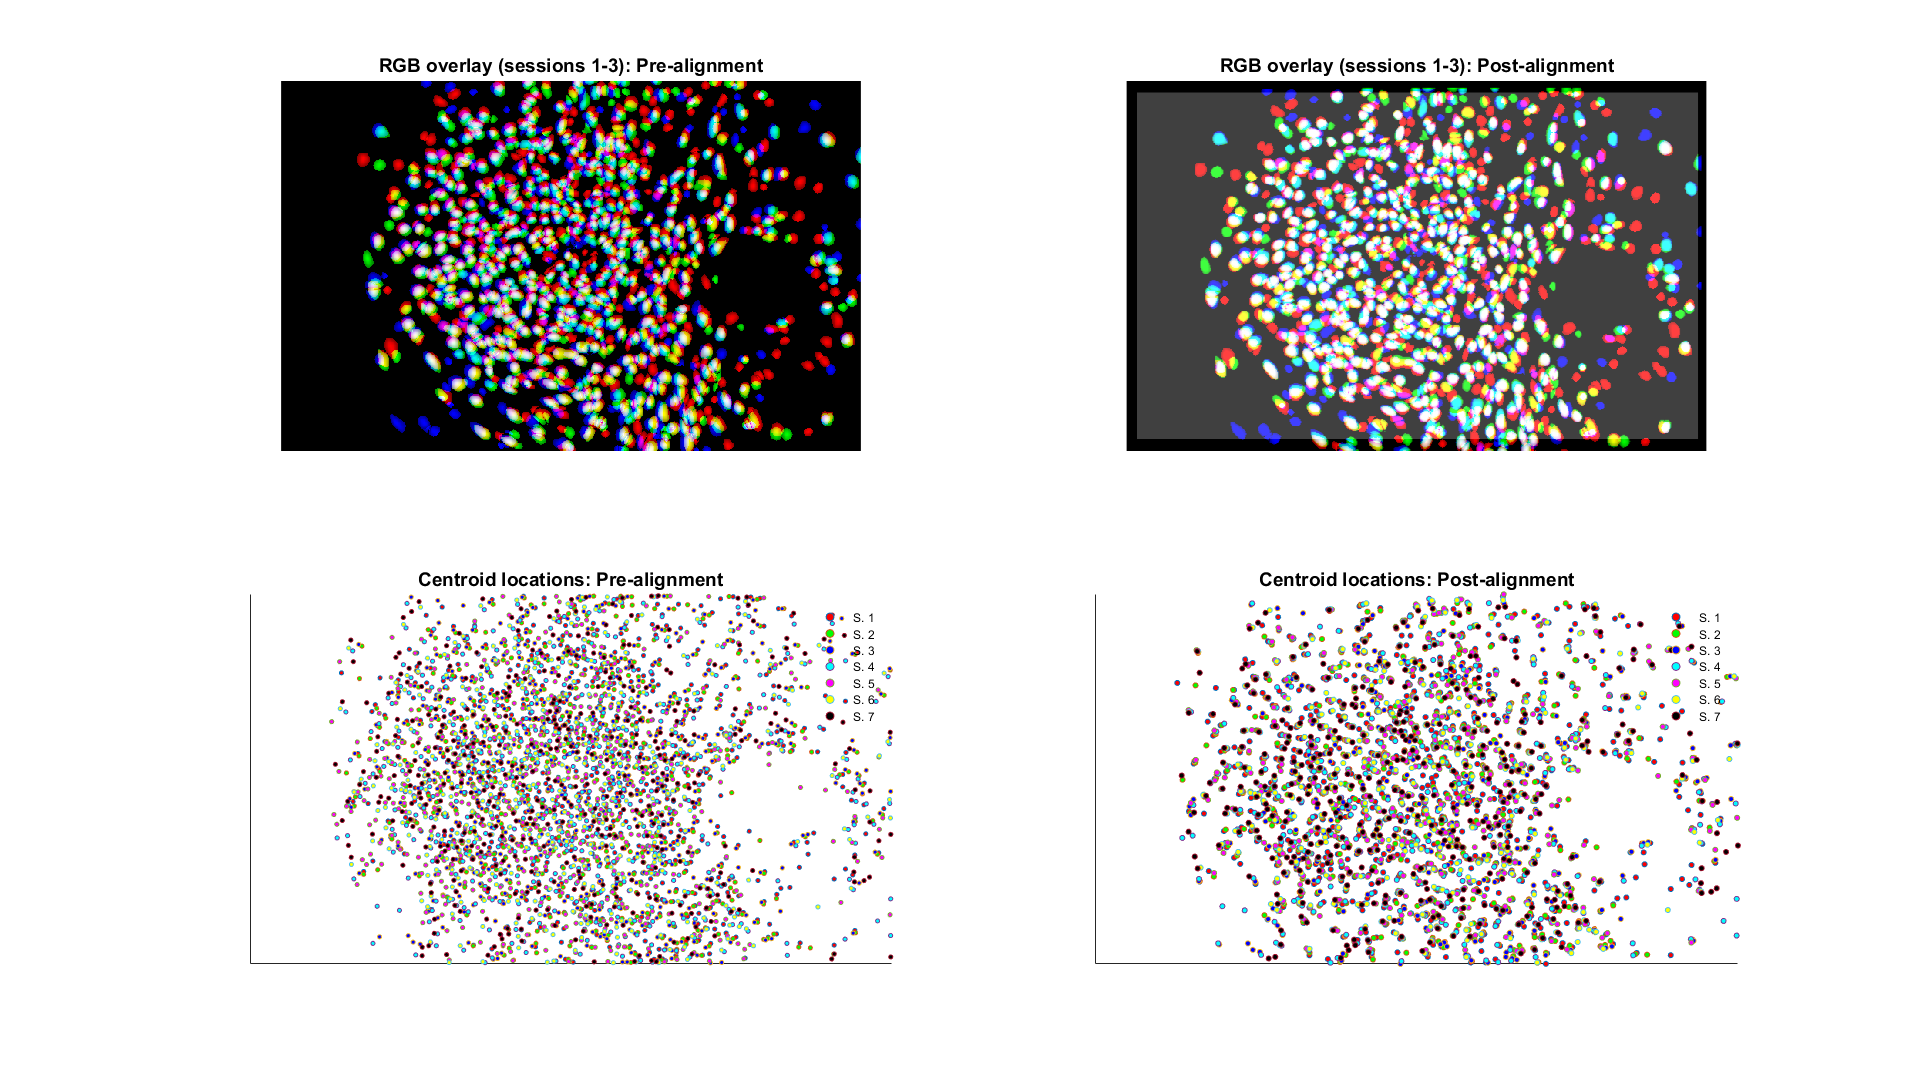 RGB overlay (sessions 1-3): Pre-alignment
RGB overlay (sessions 1-3): Post-alignment
Centroid locations: Pre-alignment
S. 1
S. 2
S. 3
S. 4
S. 5
S. 6
S. 7
Centroid locations: Post-alignment
S. 1
S. 2
S. 3
S. 4
S. 5
S. 6
S. 7